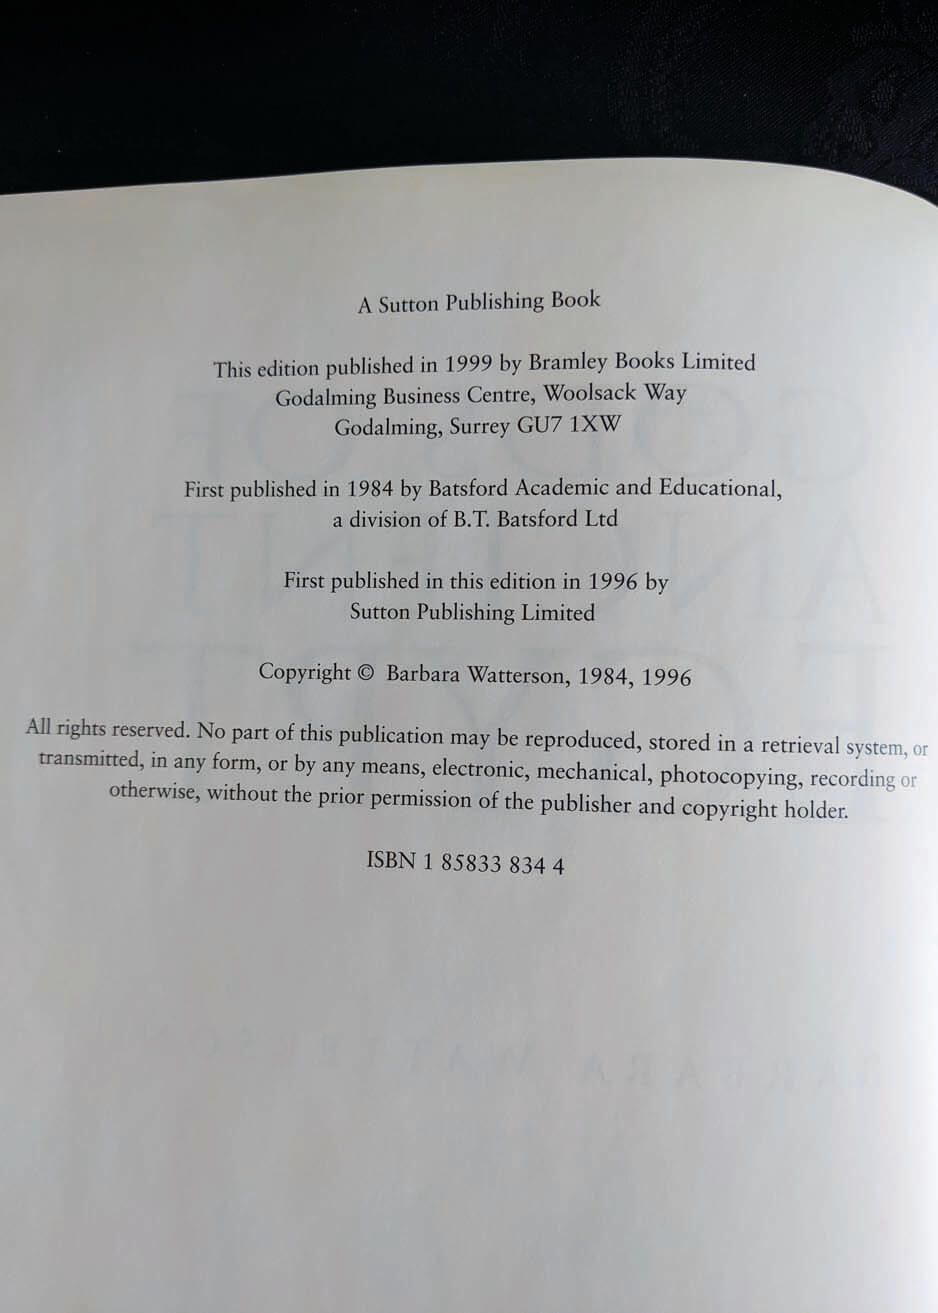 A Sutton Publishing Book
This edition published in 1999 by Bramley Books Limited
Godalming Business Centre, Woolsack Way
Godalming, Surrey GU7 1XW
First published in 1984 by Batsford Academic and Educational,
a division of B.T. Batsford Ltd
First published in this edition in 1996 by
Sutton Publishing Limited
Copyright © Barbara Watterson, 1984, 1996
All rights reserved. No part of this publication may be reproduced, stored in a retrieval system, or
transmitted, in any form, or by any means, electronic, mechanical, photocopying, recording or
otherwise, without the prior permission of the publisher and copyright holder.
ISBN 1 85833 834 4